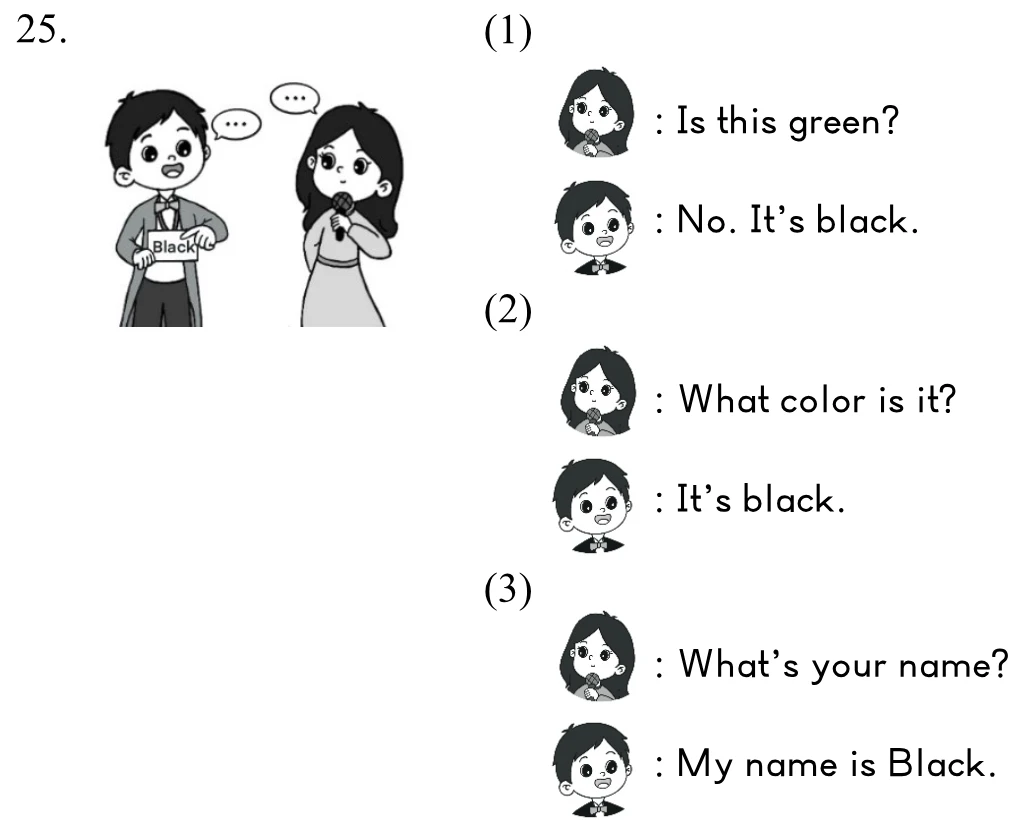 25.
...
...
Black
(1)
: Is this green?
: No. It's black.
(2)
: What color is it?
: It's black.
(3)
: What's your name?
: My name is Black.